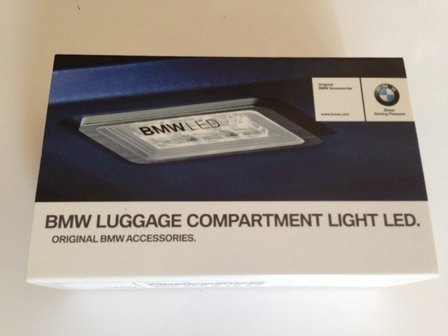 Original
BMW Accessories
www.bmw.com
BMW
Sheer
Driving Pleasure
BMW LED
BMW LUGGAGE COMPARTMENT LIGHT LED.
ORIGINAL BMW ACCESSORIES.